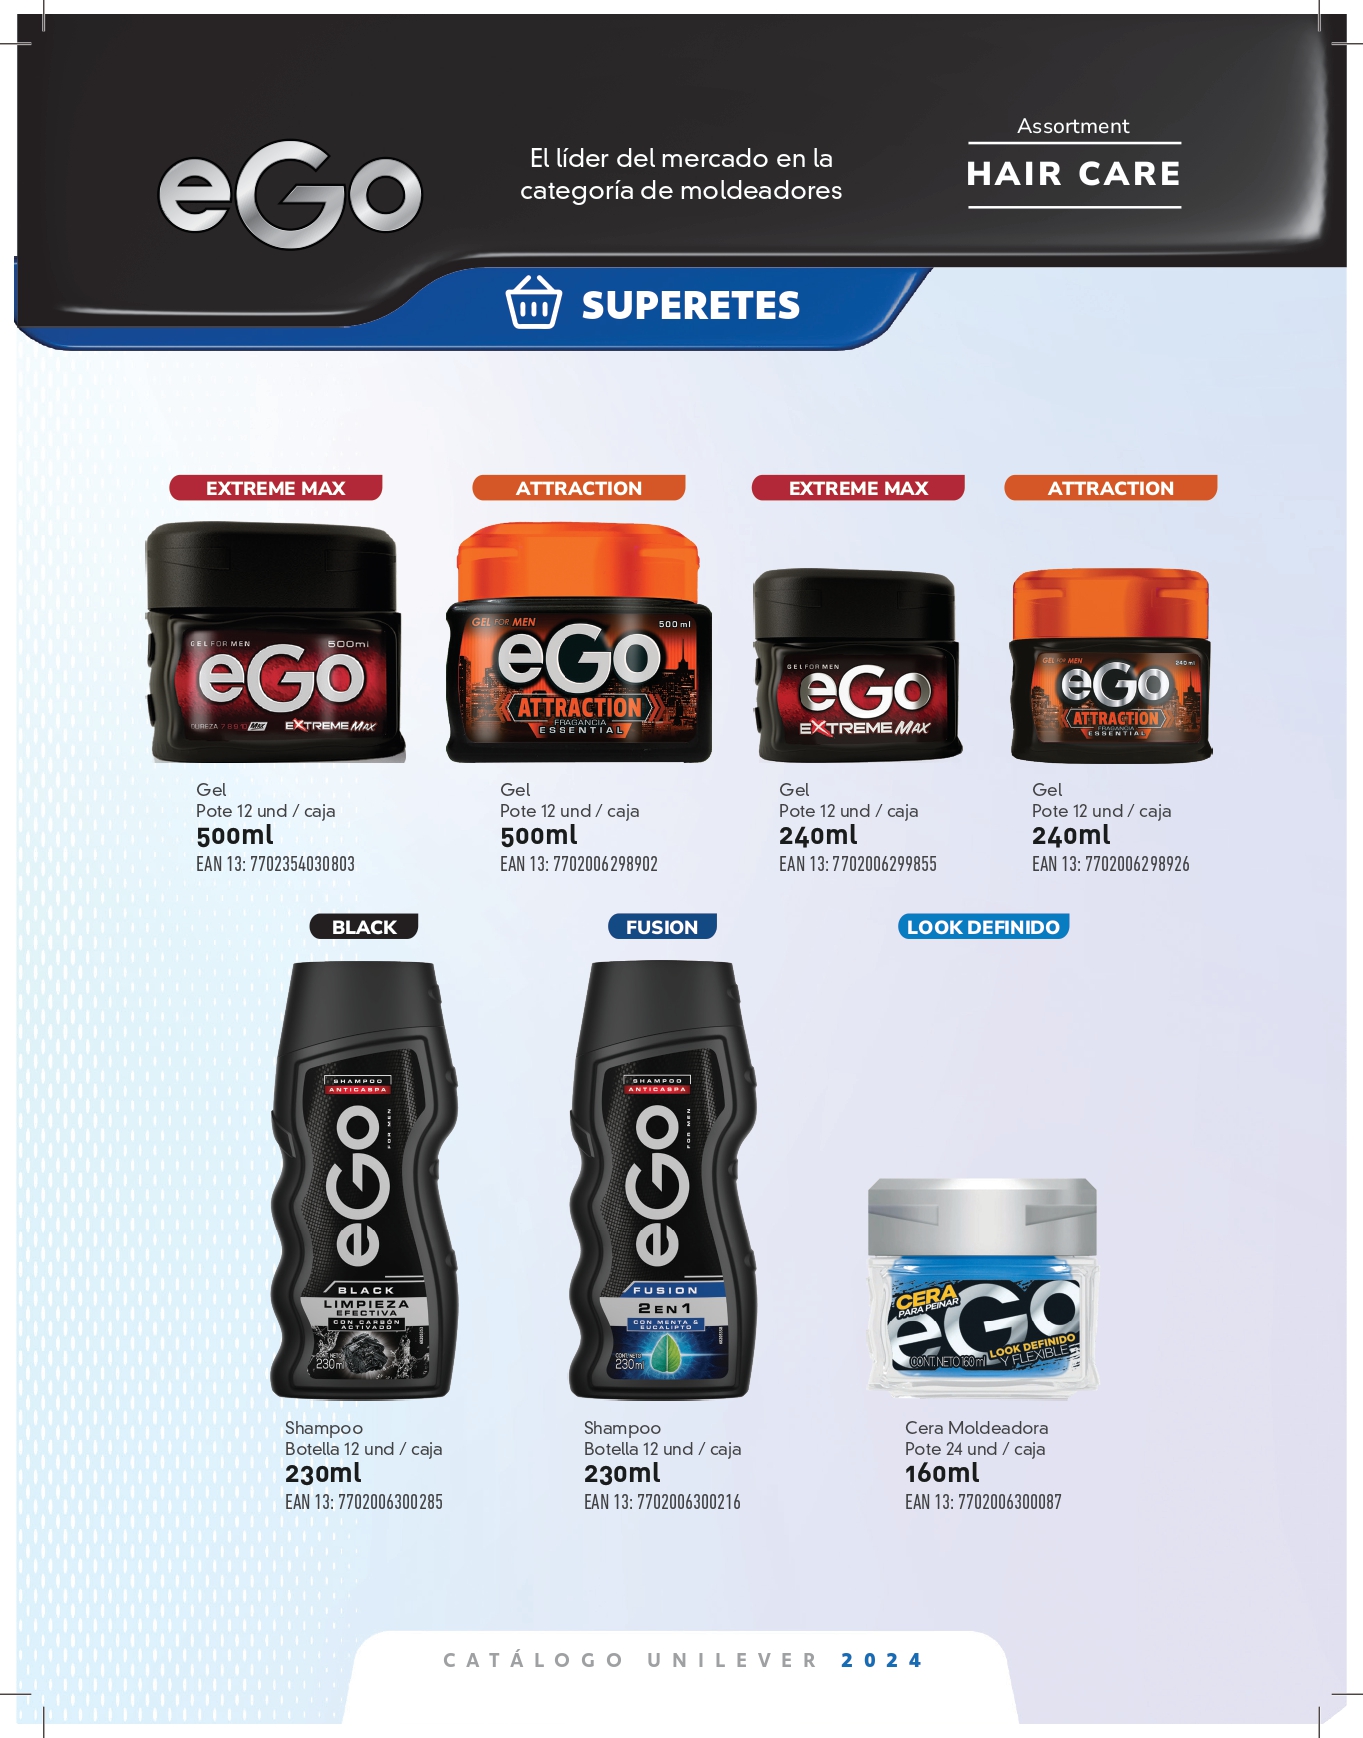 eGo
El líder del mercado en la
categoría de moldeadores
Assortment
HAIR CARE
SUPERETES
EXTREME MAX
GEL FOR MEN 500ml
eGo
DUREZA 7 8 9 10 MAX EXTREME MAX
Gel
Pote 12 und / caja
500ml
EAN 13: 7702354030803
ATTRACTION
GEL FOR MEN 500 ml
eGo
ATTRACTION
FRAGANCIA
ESSENTIAL
Gel
Pote 12 und / caja
500ml
EAN 13: 7702006298902
EXTREME MAX
GEL FOR MEN
eGo
EXTREME MAX
Gel
Pote 12 und / caja
240ml
EAN 13: 7702006299855
ATTRACTION
GEL FOR MEN 240 ml
eGo
ATTRACTION
FRAGANCIA
ESSENTIAL
Gel
Pote 12 und / caja
240ml
EAN 13: 7702006298926
BLACK
SHAMPOO
ANTICASPA
eGo
FOR MEN
BLACK
LIMPIEZA
EFECTIVA
CON CARBÓN
ACTIVADO
CONT. NETO
230ml
Shampoo
Botella 12 und / caja
230ml
EAN 13: 7702006300285
FUSION
SHAMPOO
ANTICASPA
eGo
FOR MEN
FUSION
2 EN 1
CON MENTA &
EUCALIPTO
CONT. NETO
230ml
Shampoo
Botella 12 und / caja
230ml
EAN 13: 7702006300216
LOOK DEFINIDO
CERA
PARA PEINAR
eGo
LOOK DEFINIDO
Y FLEXIBLE
CONT. NETO 160 ml
Cera Moldeadora
Pote 24 und / caja
160ml
EAN 13: 7702006300087
CATÁLOGO UNILEVER 2024